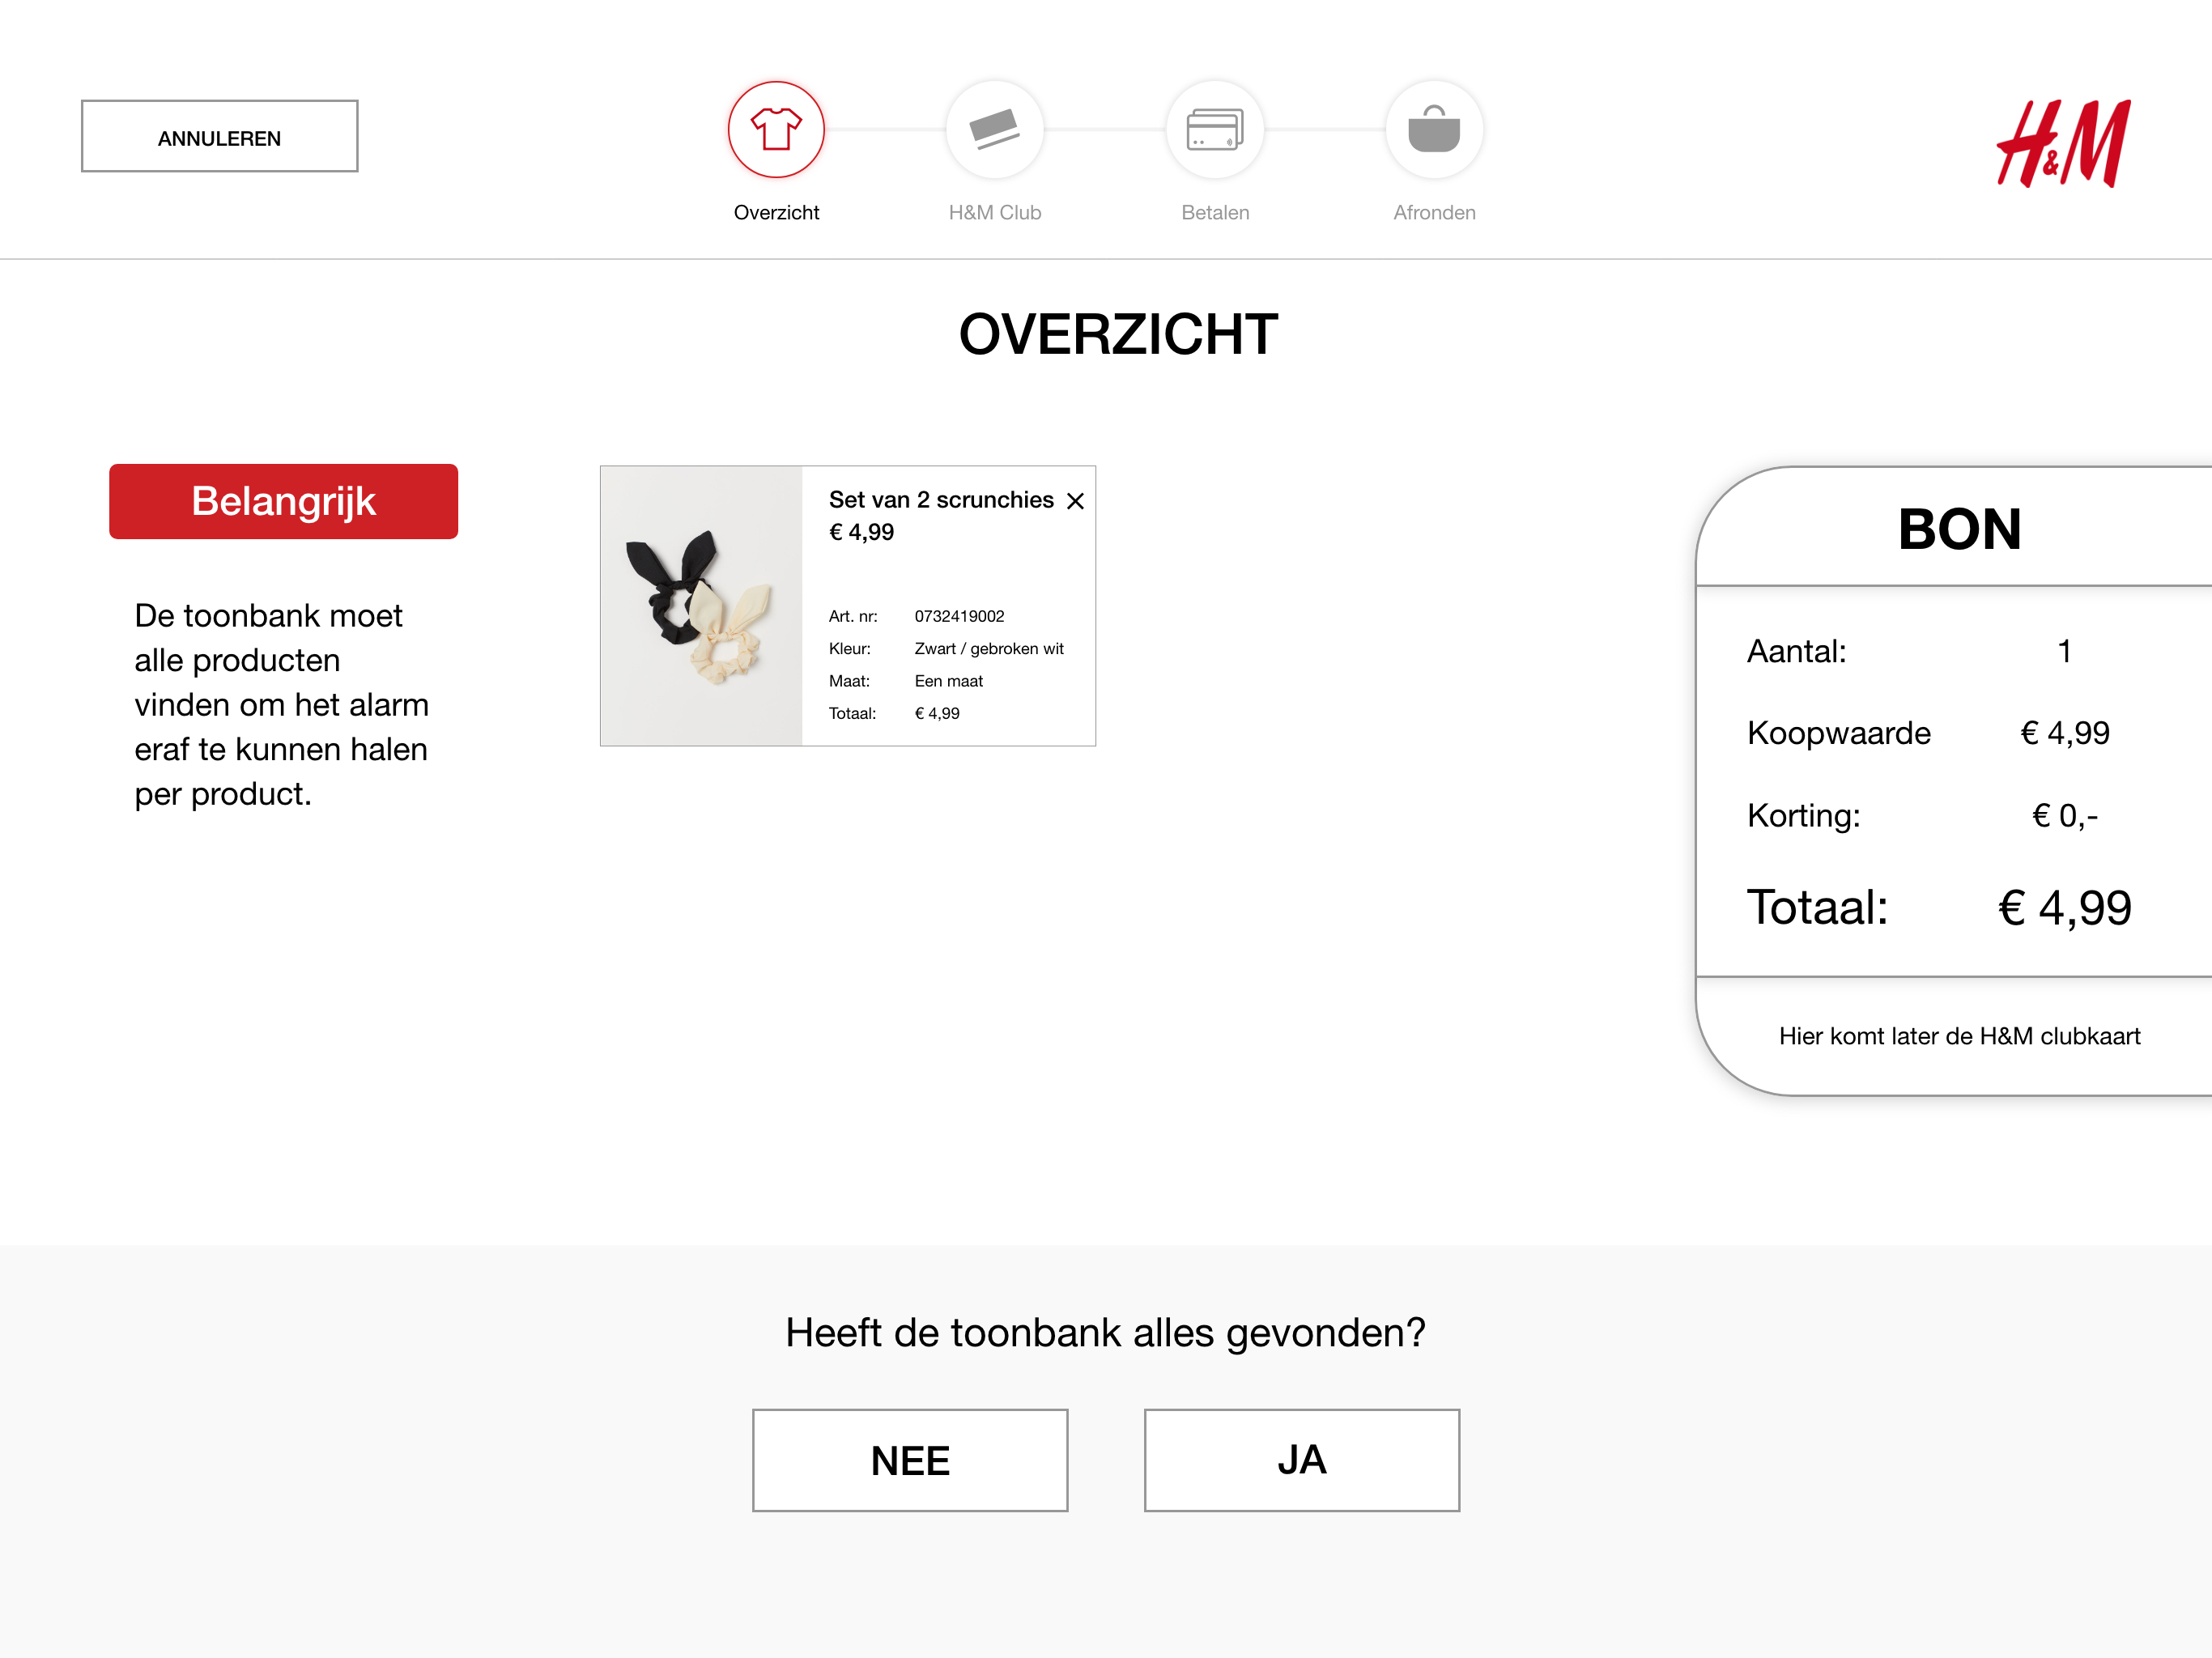 ANNULEREN
Overzicht
H&M Club
Betalen
Afronden
H&M
OVERZICHT
Belangrijk
De toonbank moet
alle producten
vinden om het alarm
eraf te kunnen halen
per product.
Set van 2 scrunchies
€ 4,99
Art. nr: 0732419002
Kleur: Zwart / gebroken wit
Maat: Een maat
Totaal: € 4,99
BON
Aantal: 1
Koopwaarde € 4,99
Korting: € 0,-
Totaal: € 4,99
Hier komt later de H&M clubkaart
Heeft de toonbank alles gevonden?
NEE
JA